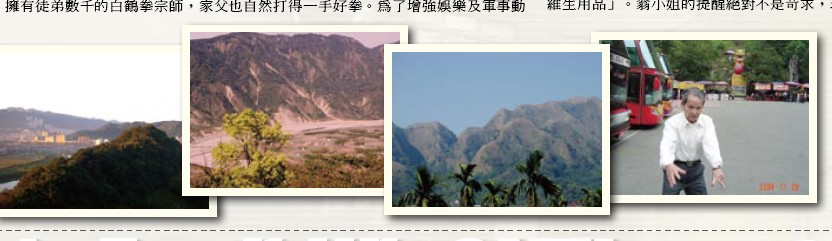 擁有徒弟數千的白鶴拳宗師，家父也自然打得一手好拳。為了增強娛樂及軍事動
維生用品」。翁小姐的提醒絕對不是苛求，